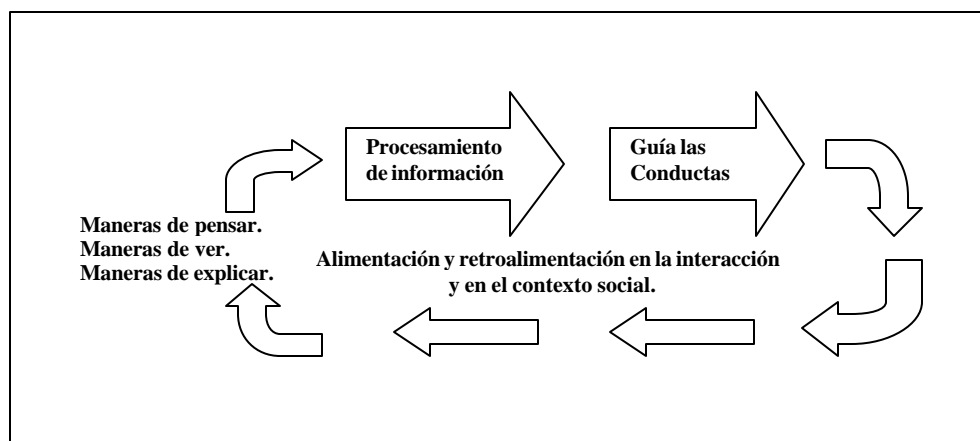 Procesamiento
de información
Guía las
Conductas
Maneras de pensar.
Maneras de ver.
Maneras de explicar.
Alimentación y retroalimentación en la interacción
y en el contexto social.